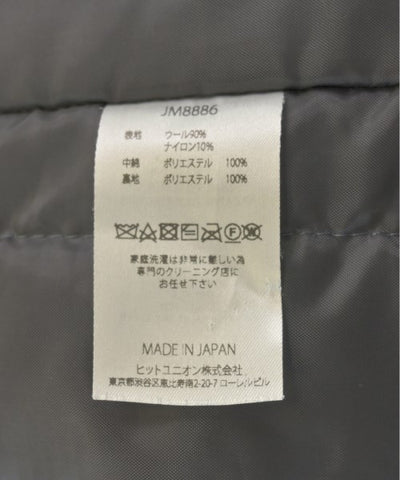 JM8886
表地 ウール90%
ナイロン10%
中綿 ポリエステル 100%
裏地 ポリエステル 100%
家庭洗濯は非常に難しい為
専門のクリーニング店に
お任せ下さい
MADE IN JAPAN
ヒットユニオン株式会社
東京都渋谷区恵比寿南2-20-7 ローレルビル